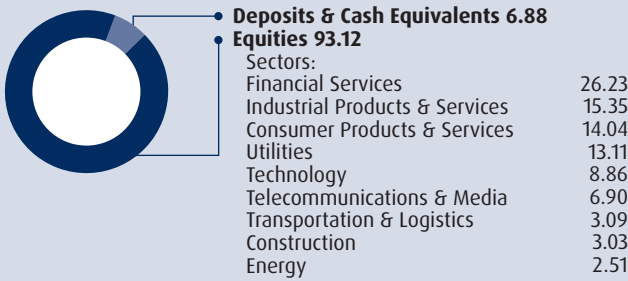 Deposits & Cash Equivalents 6.88
Equities 93.12
Sectors:
Financial Services 26.23
Industrial Products & Services 15.35
Consumer Products & Services 14.04
Utilities 13.11
Technology 8.86
Telecommunications & Media 6.90
Transportation & Logistics 3.09
Construction 3.03
Energy 2.51